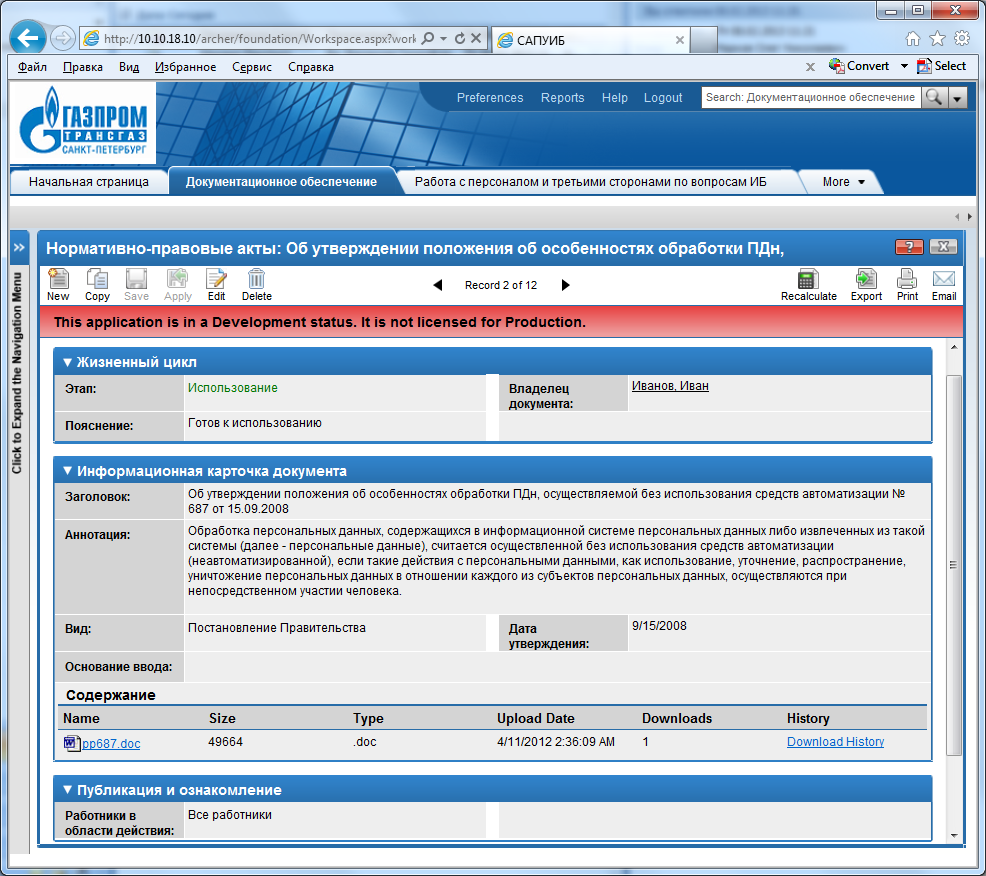 http://10.10.18.10/archer/foundation/Workspace.aspx?work
САПУИБ
Файл Правка Вид Избранное Сервис Справка
x Convert Select
ГАЗПРОМ
ТРАНСГАЗ
САНКТ-ПЕТЕРБУРГ
Preferences Reports Help Logout
Search: Документационное обеспечение
Начальная страница Документационное обеспечение Работа с персоналом и третьими сторонами по вопросам ИБ More
Click to Expand the Navigation Menu
Нормативно-правовые акты: Об утверждении положения об особенностях обработки ПДн,
New Copy Save Apply Edit Delete
Record 2 of 12
Recalculate Export Print Email
This application is in a Development status. It is not licensed for Production.
Жизненный цикл
Этап: Использование
Владелец документа: Иванов, Иван
Пояснение: Готов к использованию
Информационная карточка документа
Заголовок: Об утверждении положения об особенностях обработки ПДн, осуществляемой без использования средств автоматизации №
687 от 15.09.2008
Аннотация: Обработка персональных данных, содержащихся в информационной системе персональных данных либо извлеченных из такой
системы (далее - персональные данные), считается осуществленной без использования средств автоматизации
(неавтоматизированной), если такие действия с персональными данными, как использование, уточнение, распространение,
уничтожение персональных данных в отношении каждого из субъектов персональных данных, осуществляются при
непосредственном участии человека.
Вид: Постановление Правительства
Дата утверждения: 9/15/2008
Основание ввода:
Содержание
Name Size Type Upload Date Downloads History
pp687.doc 49664 .doc 4/11/2012 2:36:09 AM 1 Download History
Публикация и ознакомление
Работники в области действия: Все работники